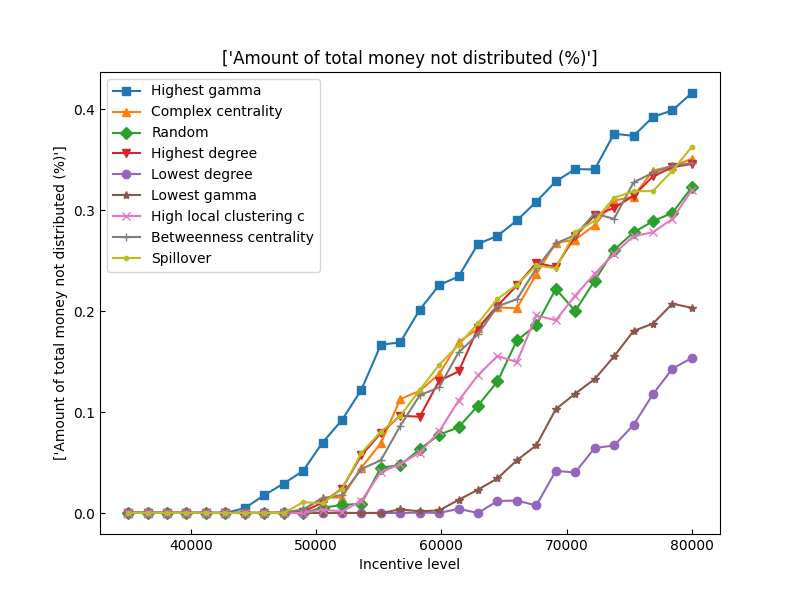 ['Amount of total money not distributed (%)']
['Amount of total money not distributed (%)']
0.4
0.3
0.2
0.1
0.0
Highest gamma
Complex centrality
Random
Highest degree
Lowest degree
Lowest gamma
High local clustering c
Betweenness centrality
Spillover
40000 50000 60000 70000 80000
Incentive level